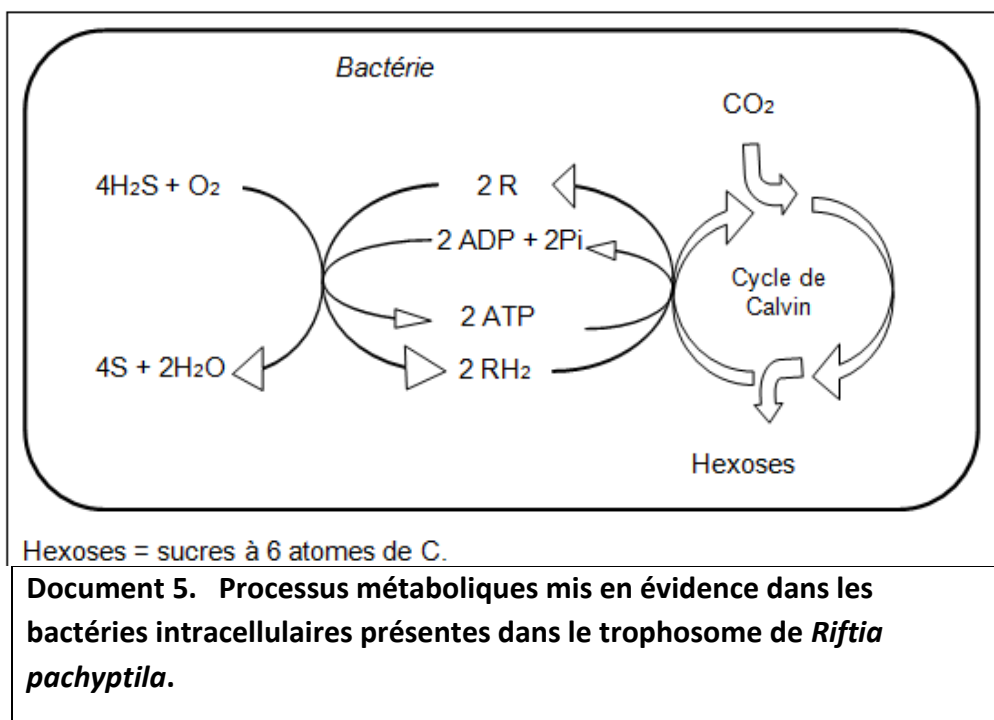 Bactérie
CO₂
4H₂S + O₂
2 R
2 ADP + 2Pi
Cycle de
Calvin
2 ATP
4S + 2H₂O
2 RH₂
Hexoses
Hexoses = sucres à 6 atomes de C.
Document 5. Processus métaboliques mis en évidence dans les
bactéries intracellulaires présentes dans le trophosome de Riftia
pachyptila.